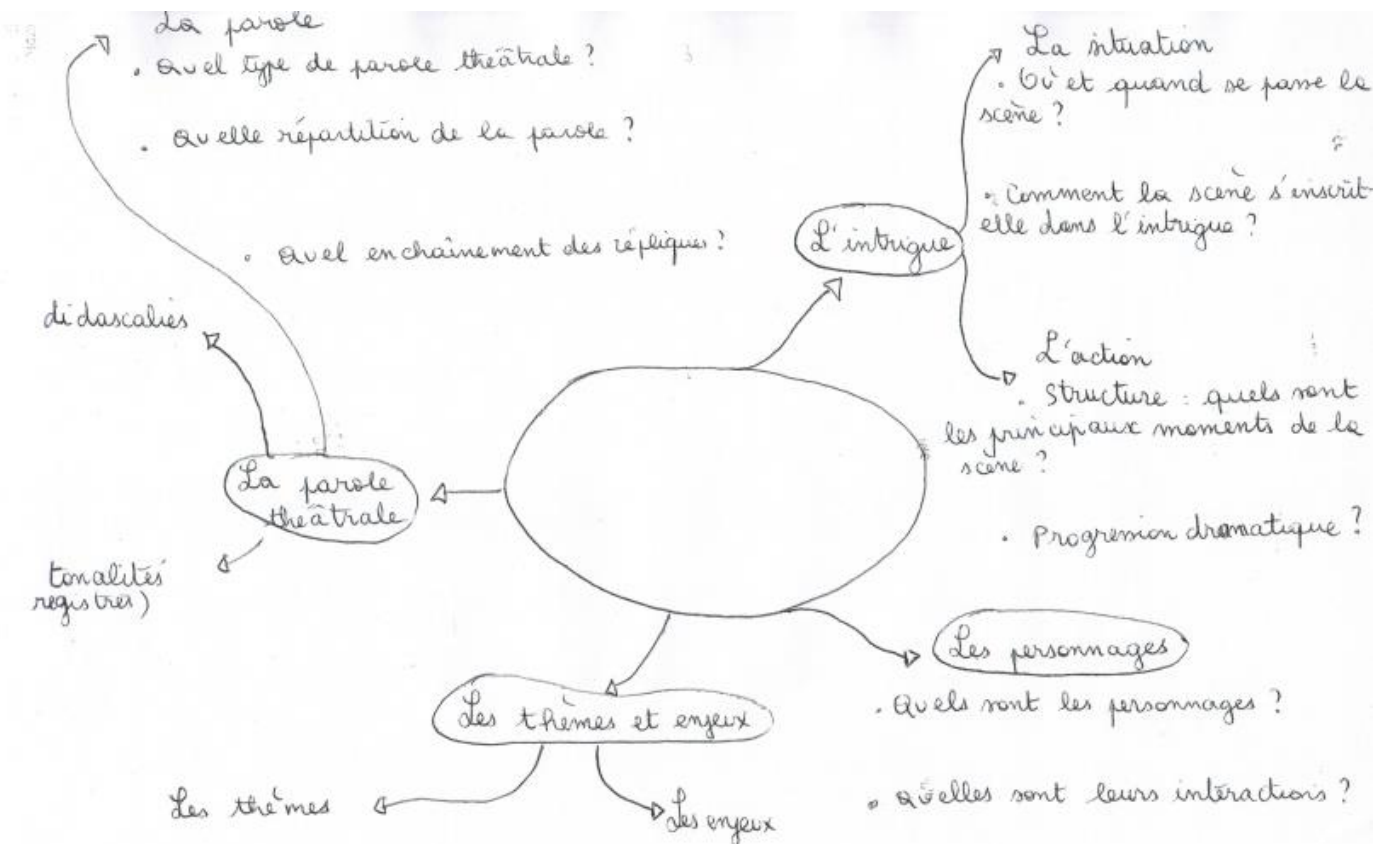 La parole
. Quel type de parole théâtrale ?
. Quelle répartition de la parole ?
. Quel enchaînement des répliques ?
didascalies
La parole
théâtrale
tonalités
registres)
L'intrigue
La situation
. Où et quand se passe la
scène ?
. Comment la scène s'inscrit-
elle dans l'intrigue ?
L'action
. Structure : quels sont
les principaux moments de la
scène ?
. Progression dramatique ?
Les personnages
. Quels sont les personnages ?
. Quelles sont leurs interactions ?
Les thèmes et enjeux
Les thèmes
Les enjeux